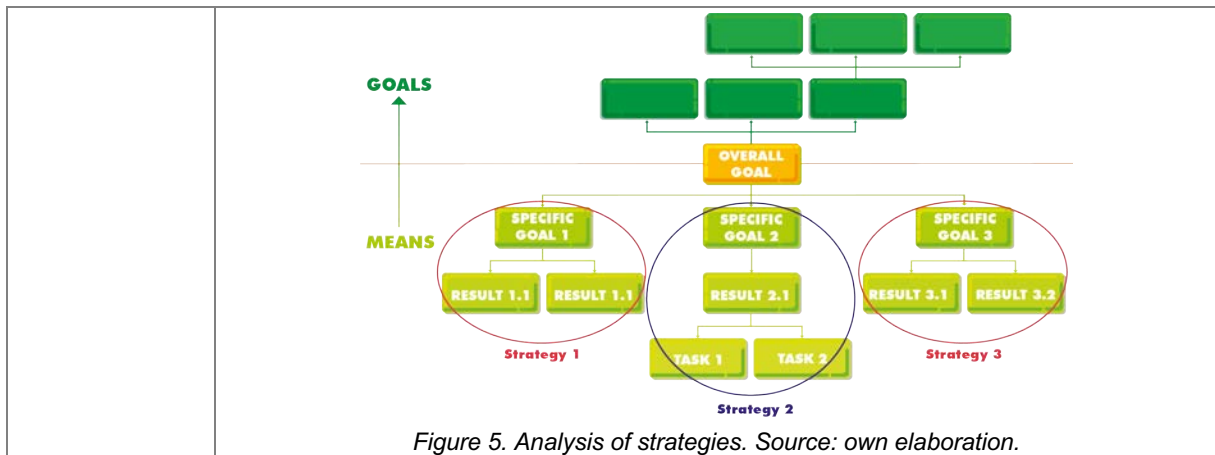 GOALS
OVERALL
GOAL
MEANS
SPECIFIC
GOAL 1
SPECIFIC
GOAL 2
SPECIFIC
GOAL 3
RESULT 1.1
RESULT 1.1
RESULT 2.1
RESULT 3.1
RESULT 3.2
Strategy 1
TASK 1
TASK 2
Strategy 3
Strategy 2
Figure 5. Analysis of strategies. Source: own elaboration.